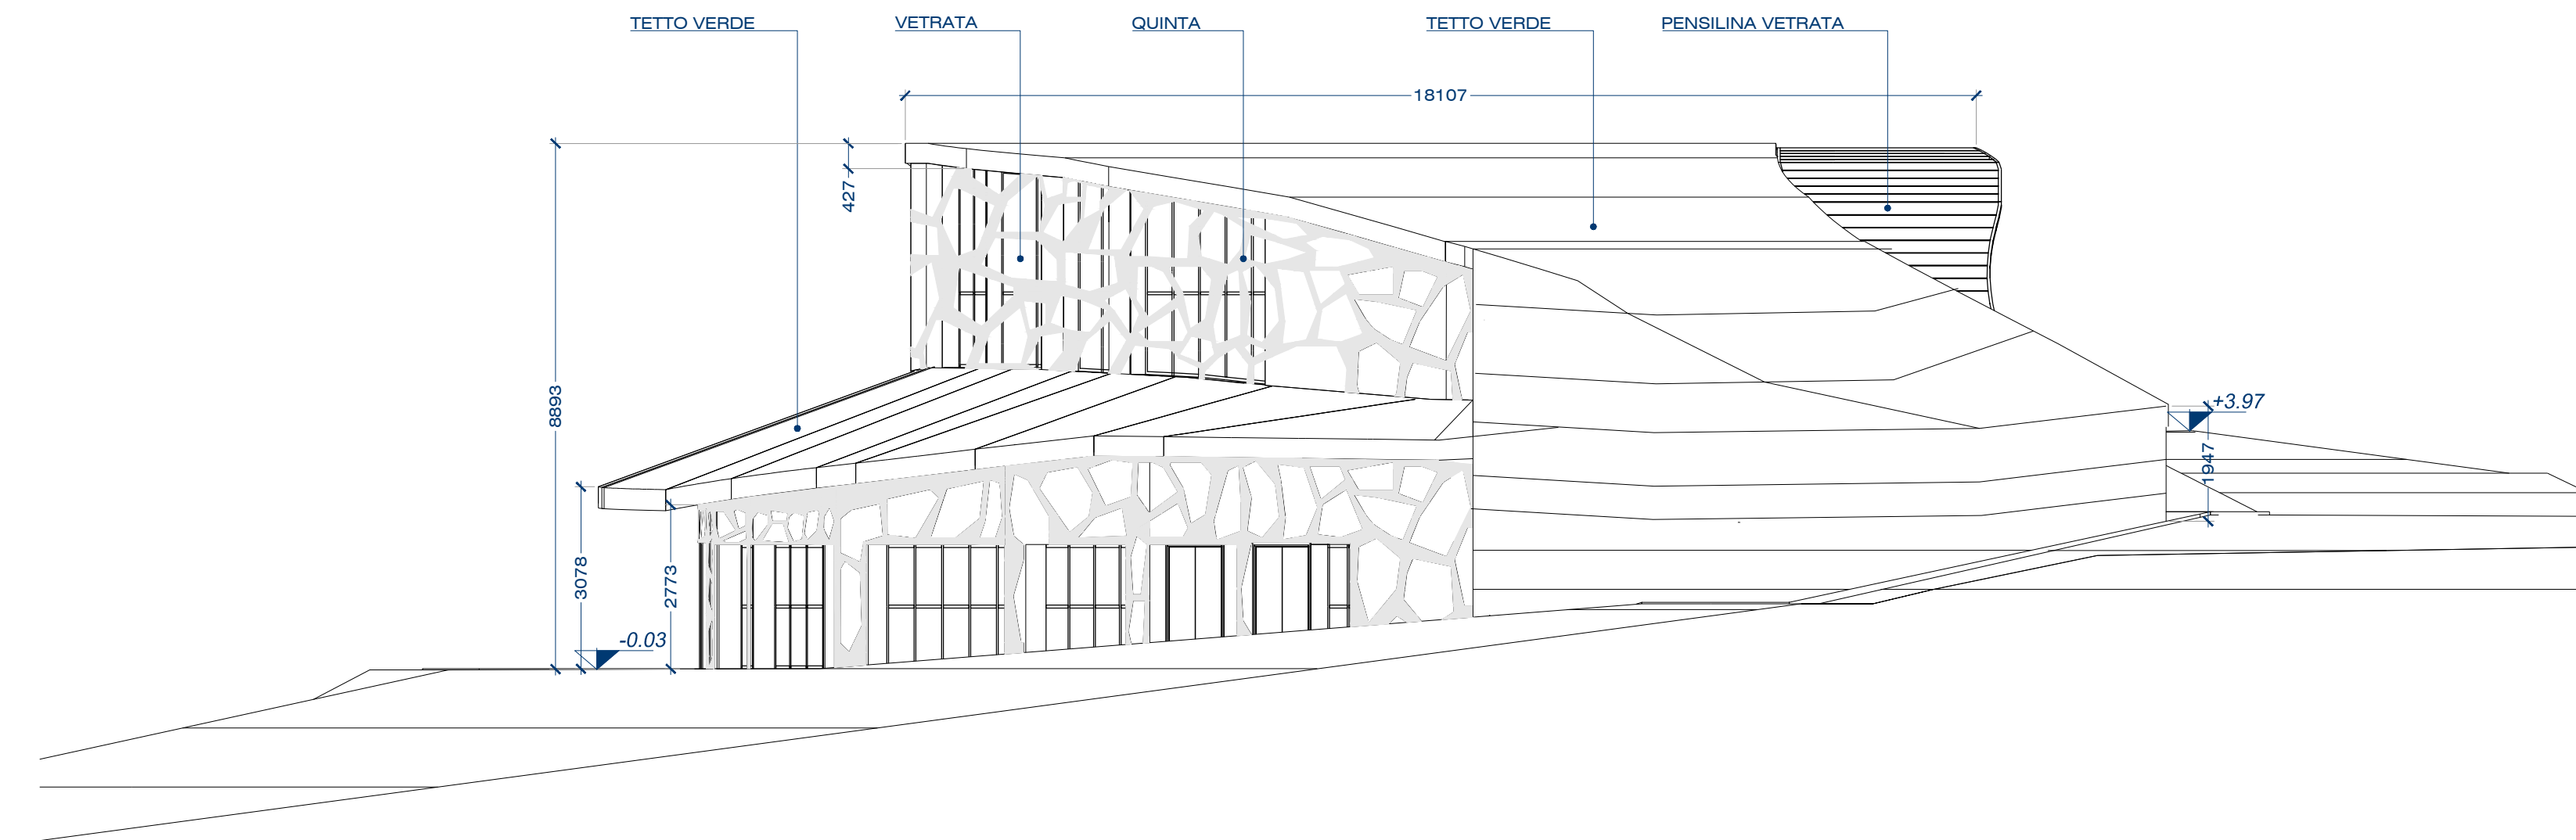 TETTO VERDE
VETRATA
QUINTA
TETTO VERDE
PENSILINA VETRATA
18107
427
8893
+3.97
1947
3078
2773
-0.03